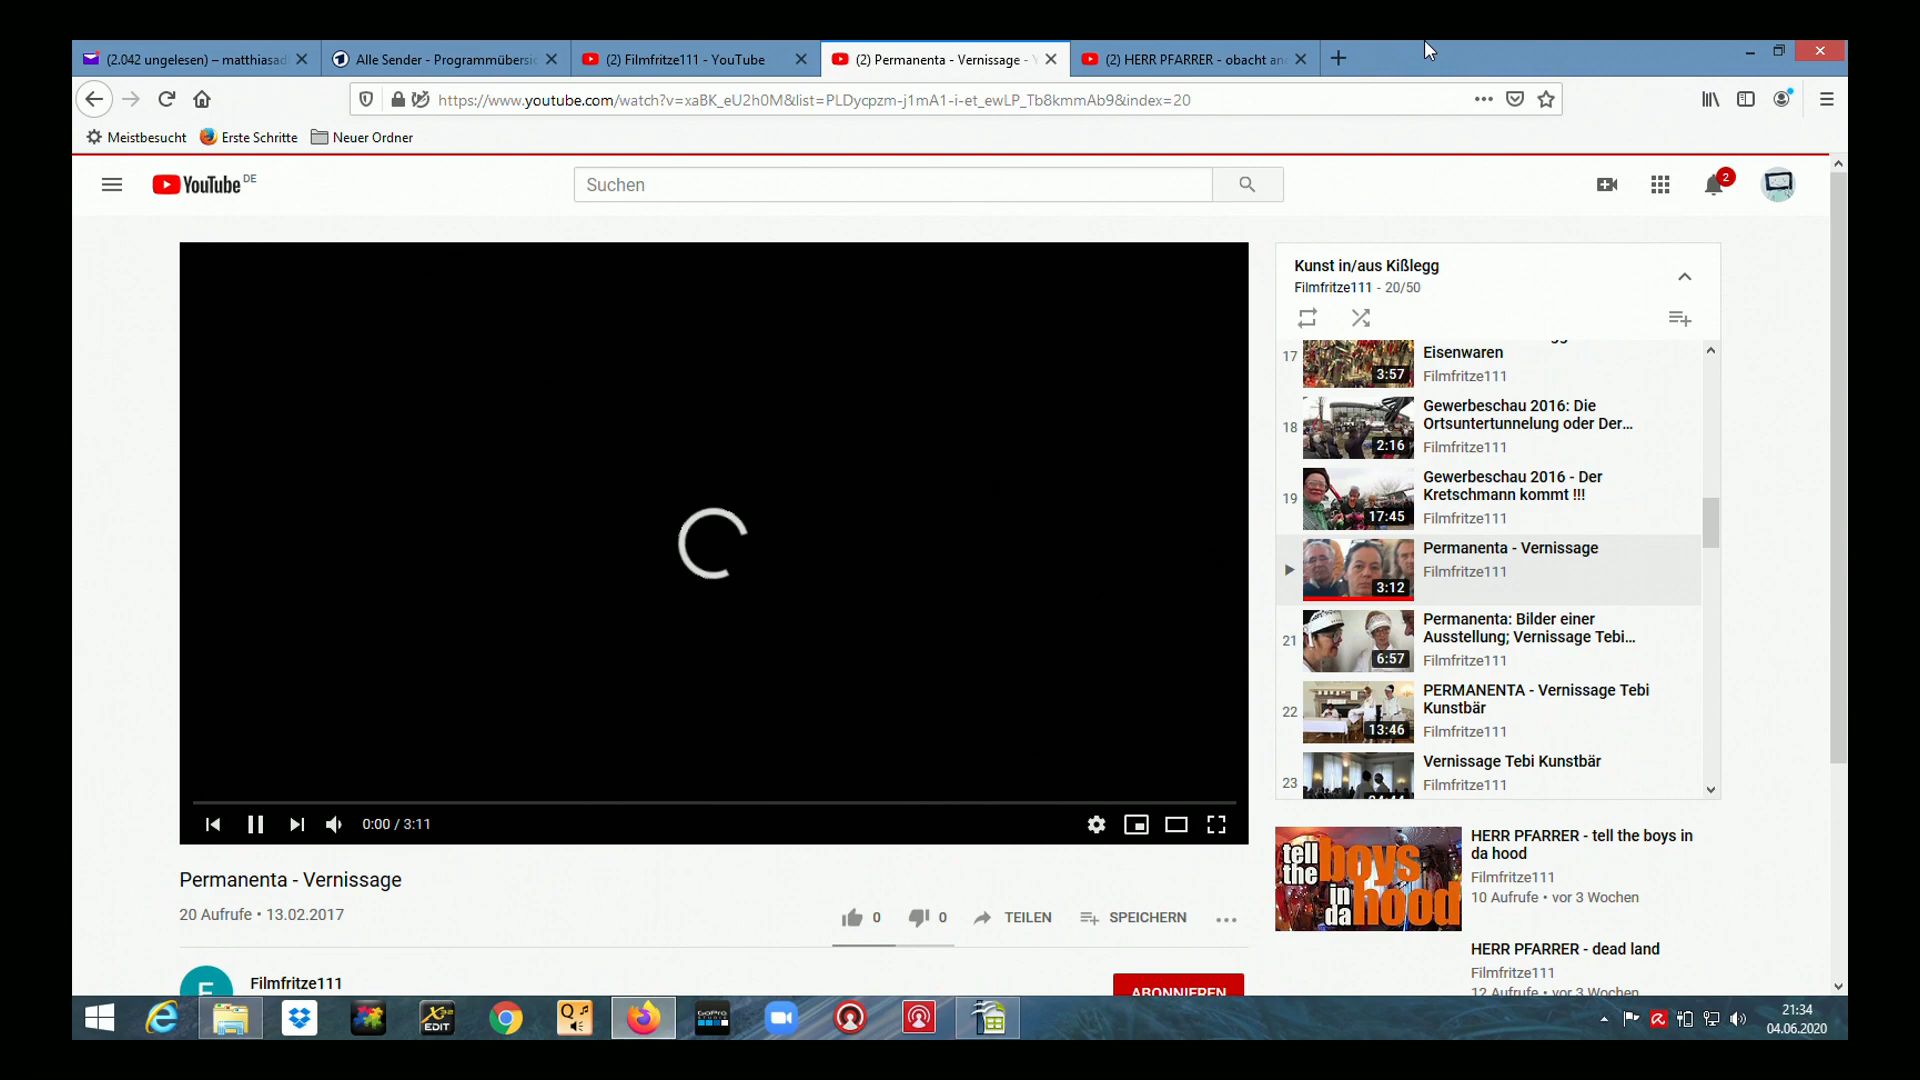 (2.042 ungelesen) – matthiasad
Alle Sender - Programmübersic
(2) Filmfritze111 - YouTube
(2) Permanenta - Vernissage - Y
(2) HERR PFARRER - obacht an
https://www.youtube.com/watch?v=xaBK_eU2h0M&list=PLDycpzm-j1mA1-i-et_ewLP_Tb8kmmAb9&index=20
Meistbesucht
Erste Schritte
Neuer Ordner
YouTube DE
Suchen
2
Kunst in/aus Kißlegg
Filmfritze111 - 20/50
17
Eisenwaren
3:57
Filmfritze111
18
Gewerbeschau 2016: Die
Ortsuntertunnelung oder Der...
2:16
Filmfritze111
19
Gewerbeschau 2016 - Der
Kretschmann kommt !!!
17:45
Filmfritze111
Permanenta - Vernissage
Filmfritze111
3:12
21
Permanenta: Bilder einer
Ausstellung; Vernissage Tebi...
6:57
Filmfritze111
22
PERMANENTA - Vernissage Tebi
Kunstbär
13:46
Filmfritze111
23
Vernissage Tebi Kunstbär
Filmfritze111
0:00 / 3:11
Permanenta - Vernissage
20 Aufrufe • 13.02.2017
0
0
TEILEN
SPEICHERN
F
Filmfritze111
ABONNIEREN
tell
the
boys
in
da
hood
HERR PFARRER - tell the boys in
da hood
Filmfritze111
10 Aufrufe • vor 3 Wochen
HERR PFARRER - dead land
Filmfritze111
12 Aufrufe • vor 3 Wochen
EDIT
GoPro
21:34
04.06.2020